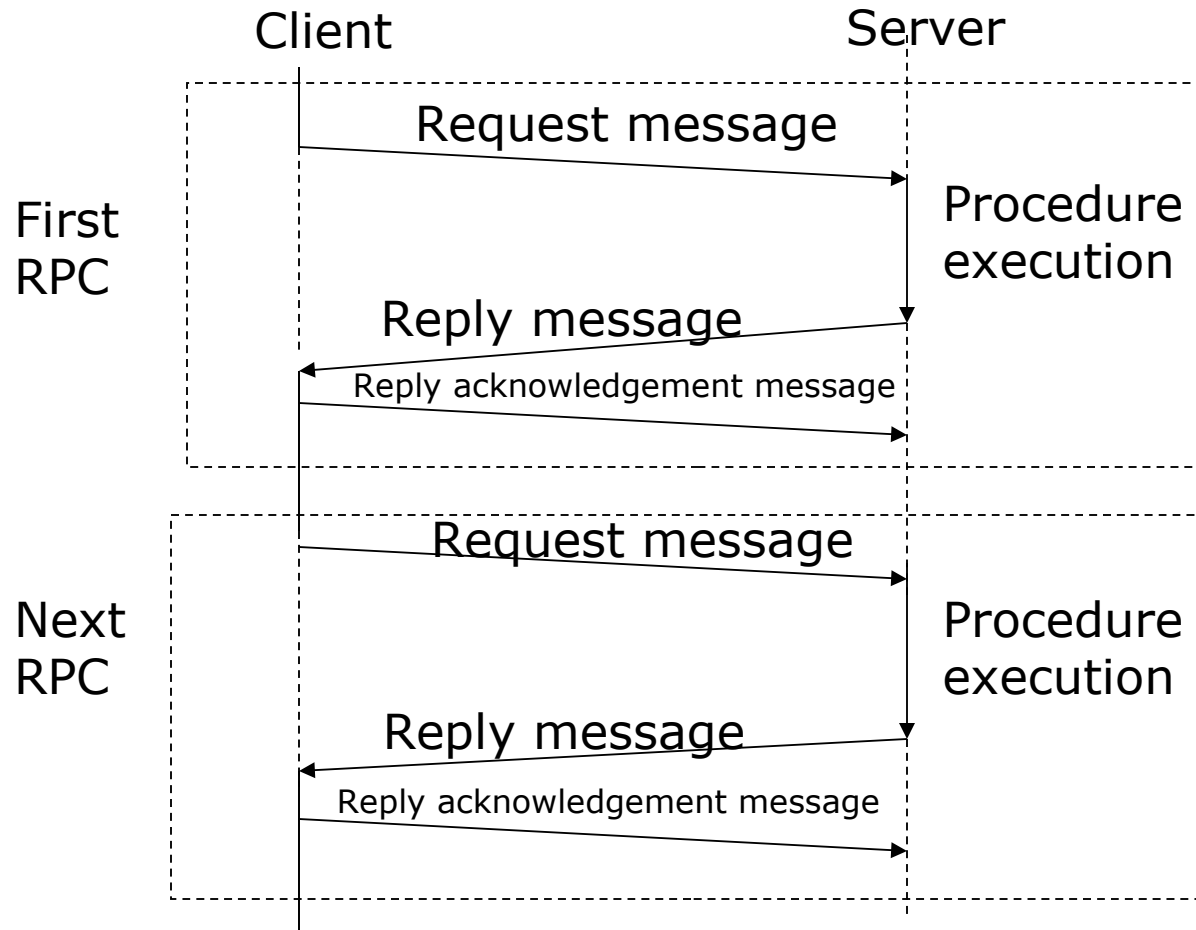 Client
Server
Request message
First
RPC
Procedure
execution
Reply message
Reply acknowledgement message
Request message
Next
RPC
Procedure
execution
Reply message
Reply acknowledgement message